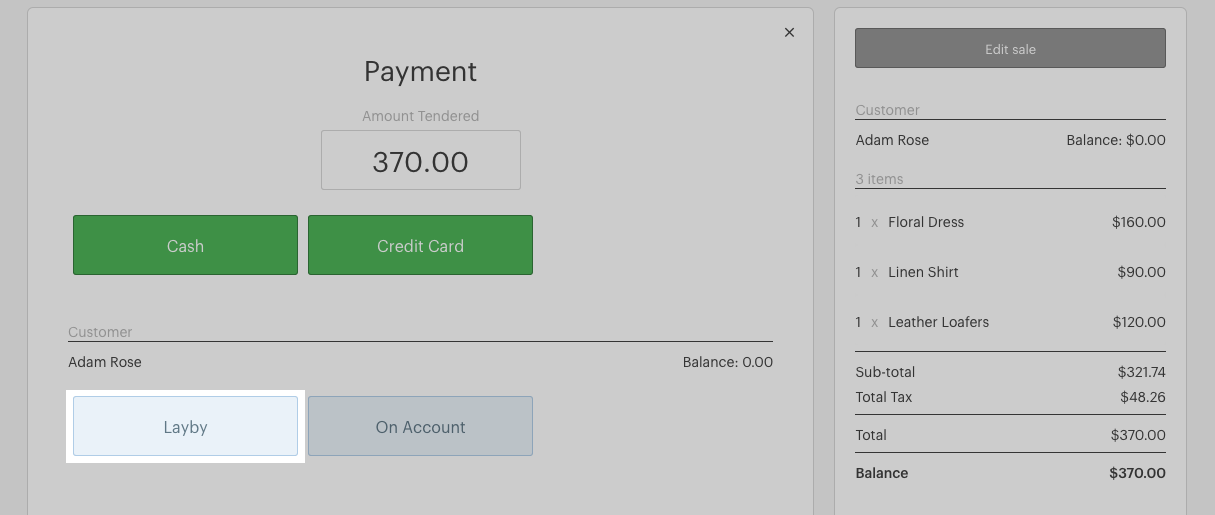 ×
Payment
Amount Tendered
370.00
Cash Credit Card
Customer
Adam Rose Balance: 0.00
Layby On Account
Edit sale
Customer
Adam Rose Balance: $0.00
3 items
1 x Floral Dress $160.00
1 x Linen Shirt $90.00
1 x Leather Loafers $120.00
Sub-total $321.74
Total Tax $48.26
Total $370.00
Balance $370.00